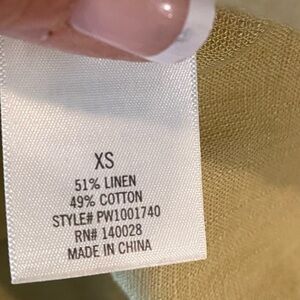 XS
51% LINEN
49% COTTON
STYLE# PW1001740
RN# 140028
MADE IN CHINA